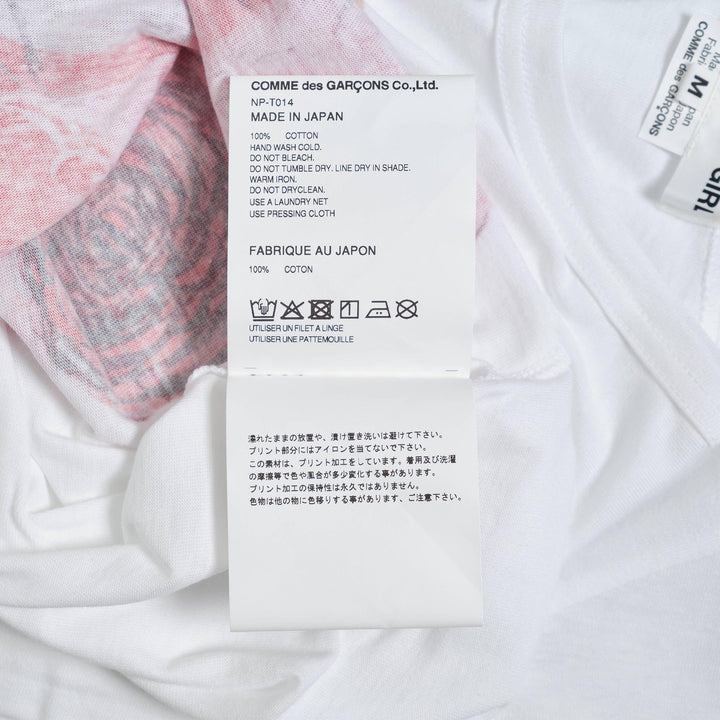 COMME des GARÇONS Co.,Ltd.
NP-T014
MADE IN JAPAN
100% COTTON
HAND WASH COLD.
DO NOT BLEACH.
DO NOT TUMBLE DRY. LINE DRY IN SHADE.
WARM IRON.
DO NOT DRYCLEAN.
USE A LAUNDRY NET
USE PRESSING CLOTH
FABRIQUE AU JAPON
100% COTON
UTILISER UN FILET A LINGE
UTILISER UNE PATTEMOUILLE
濡れたままの放置や、漬け置き洗いは避けて下さい。
プリント部分にはアイロンを当てないで下さい。
この素材は、プリント加工をしています。着用及び洗濯
の摩擦等で色や風合が多少変化する事があります。
プリント加工の保持性は永久ではありません。
色物は他の物に色移りする事があります、ご注意下さい。
COMME des GARÇONS
M
GIRL